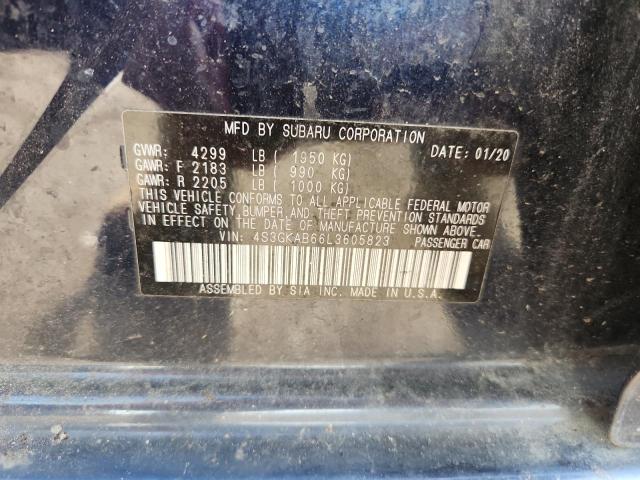 MFD BY SUBARU CORPORATION
GVWR: 4299 LB ( 1950 KG) DATE: 01/20
GAWR: F 2183 LB ( 990 KG)
GAWR: R 2205 LB ( 1000 KG)
THIS VEHICLE CONFORMS TO ALL APPLICABLE FEDERAL MOTOR
VEHICLE SAFETY, BUMPER, AND THEFT PREVENTION STANDARDS
IN EFFECT ON THE DATE OF MANUFACTURE SHOWN ABOVE.
VIN: 4S3GKAB66L3605823 PASSENGER CAR
ASSEMBLED BY SIA INC. MADE IN U.S.A.